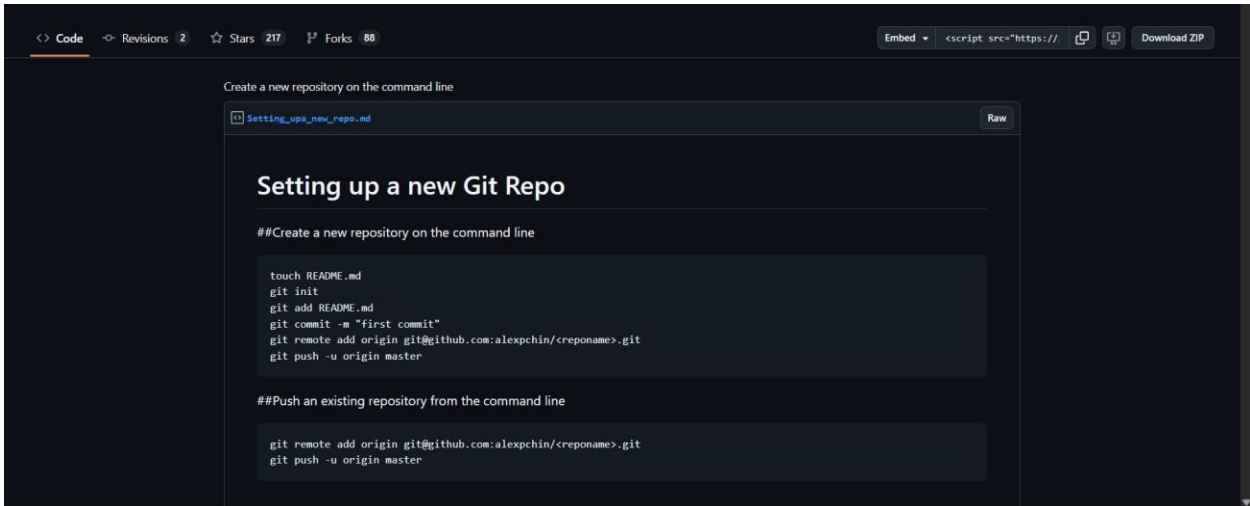 <> Code Revisions 2 Stars 217 Forks 88 Embed <script src="https://. Download ZIP
Create a new repository on the command line
Setting_upa_new_repo.md Raw
Setting up a new Git Repo
##Create a new repository on the command line
touch README.md
git init
git add README.md
git commit -m "first commit"
git remote add origin git@github.com:alexpchin/<reponame>.git
git push -u origin master
##Push an existing repository from the command line
git remote add origin git@github.com:alexpchin/<reponame>.git
git push -u origin master